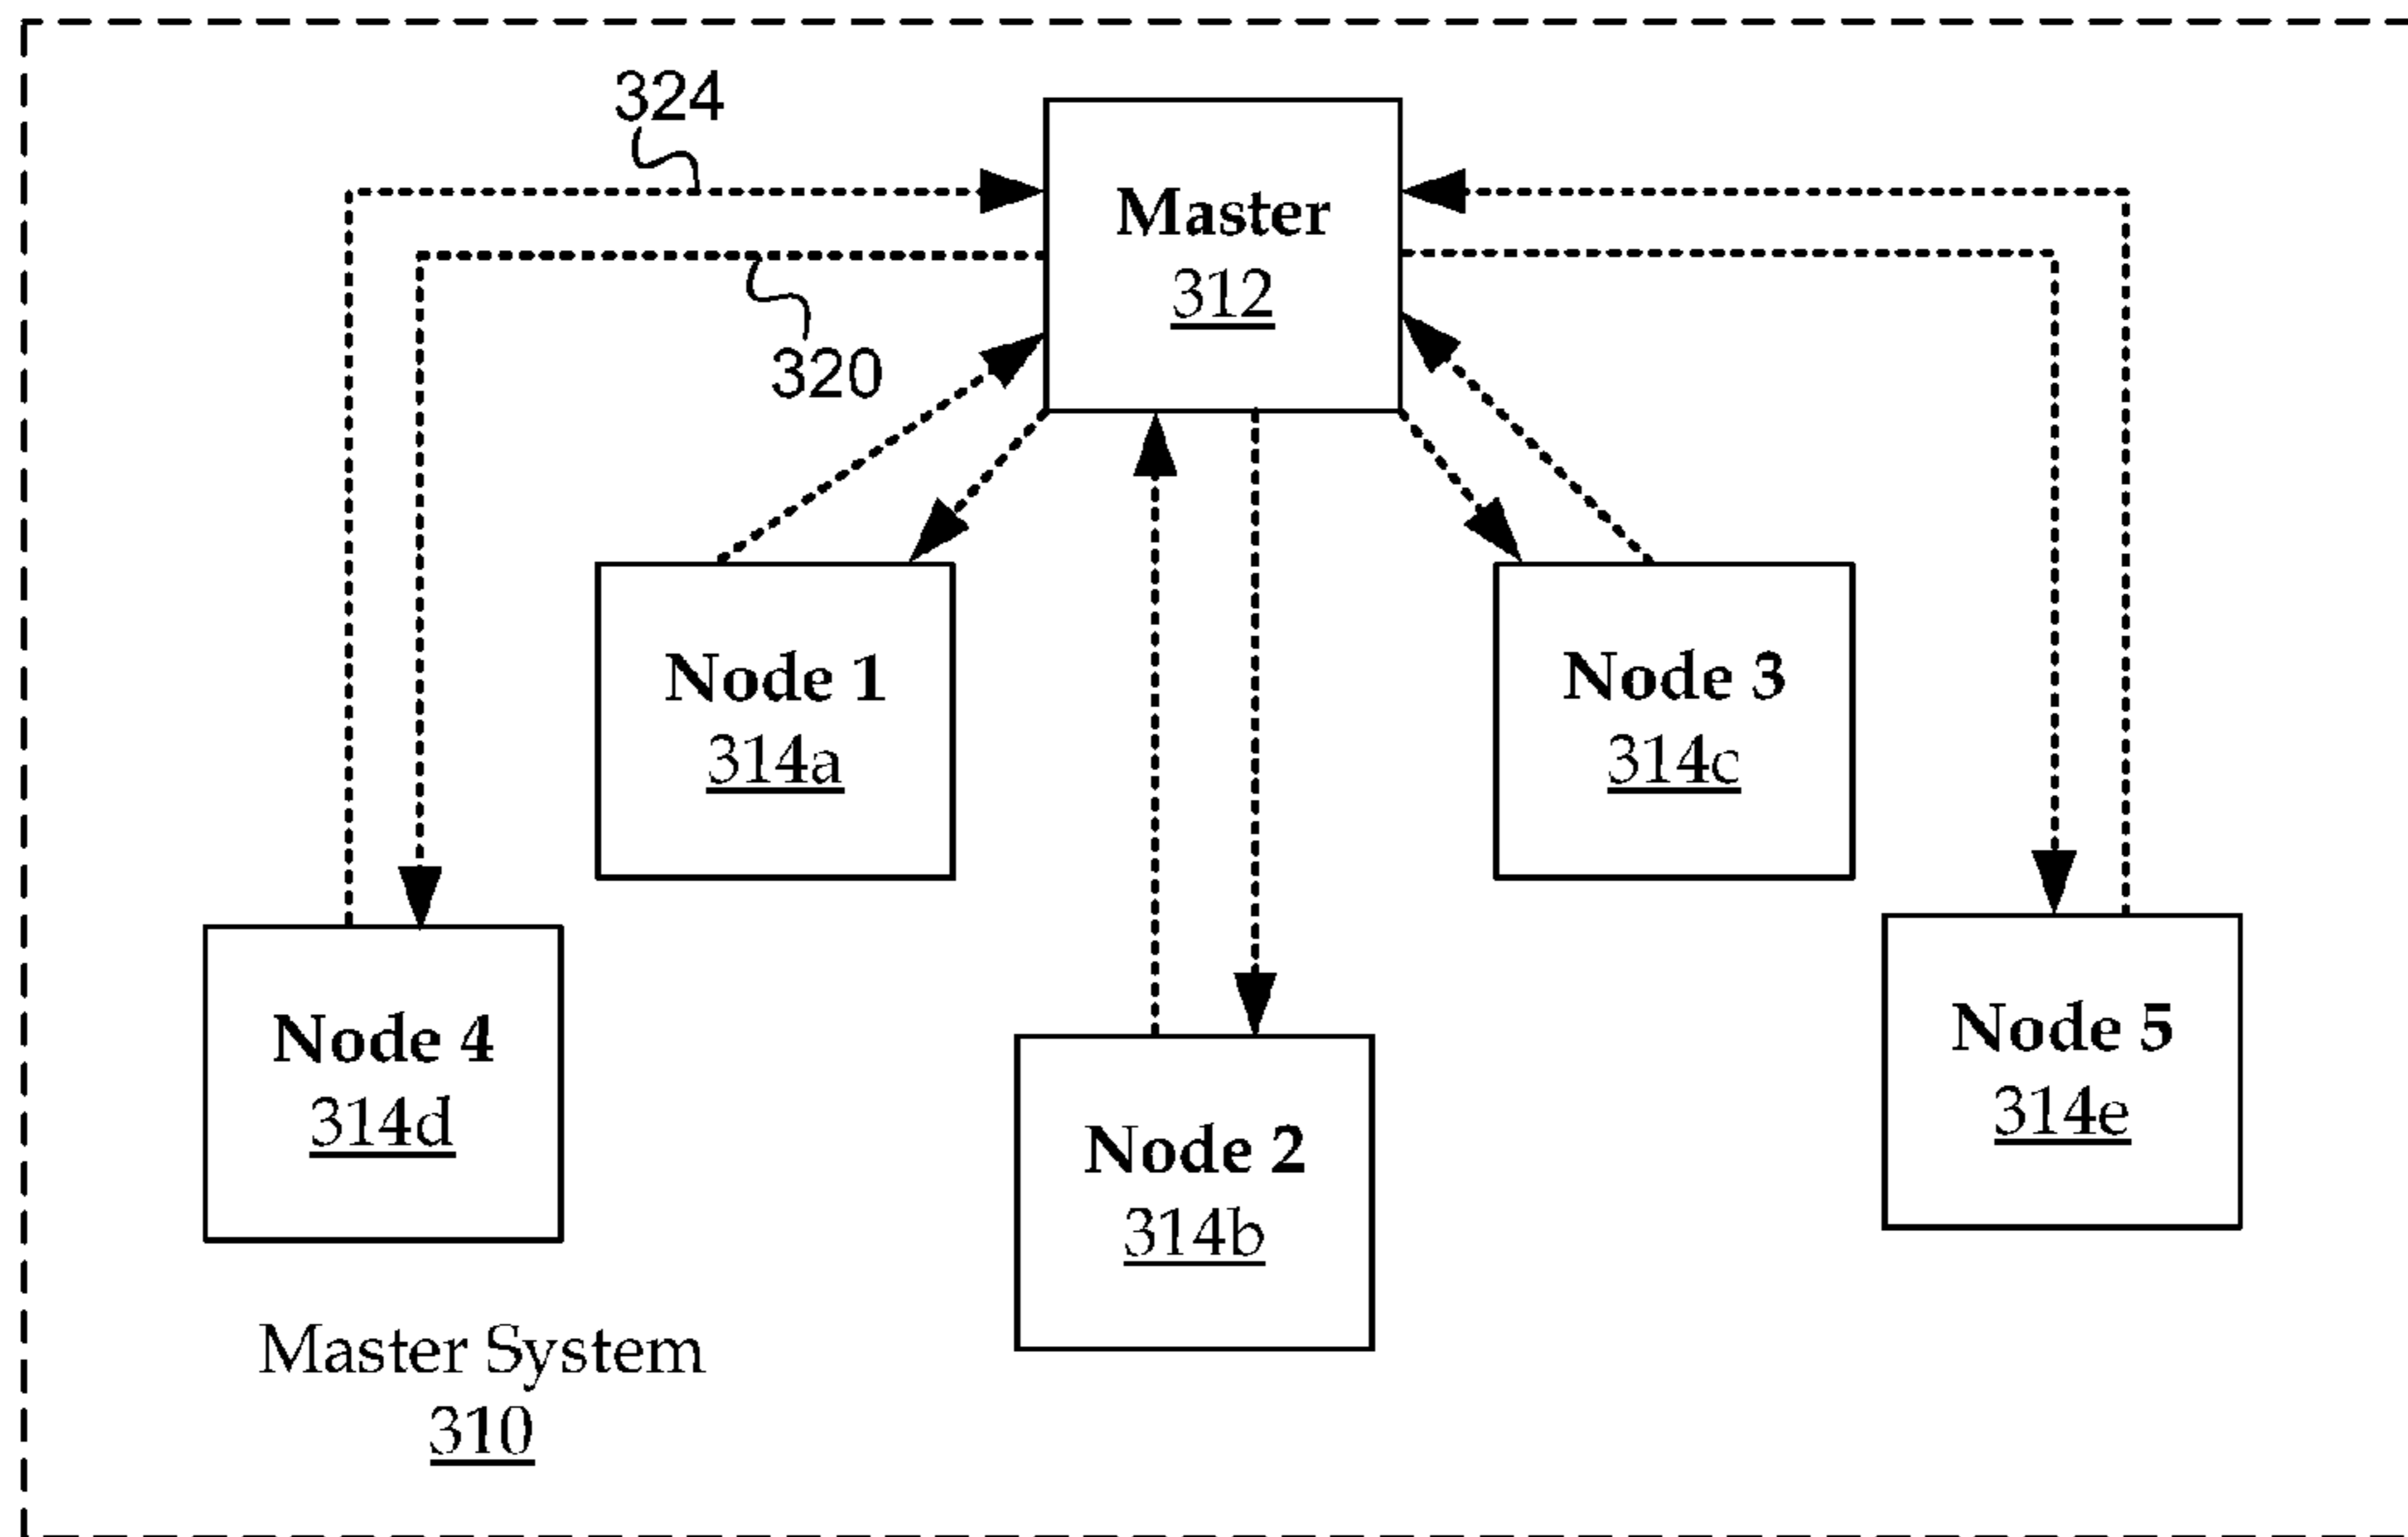 324
Master
312
320
Node 1
314a
Node 3
314c
Node 4
314d
Node 5
314e
Node 2
314b
Master System
310